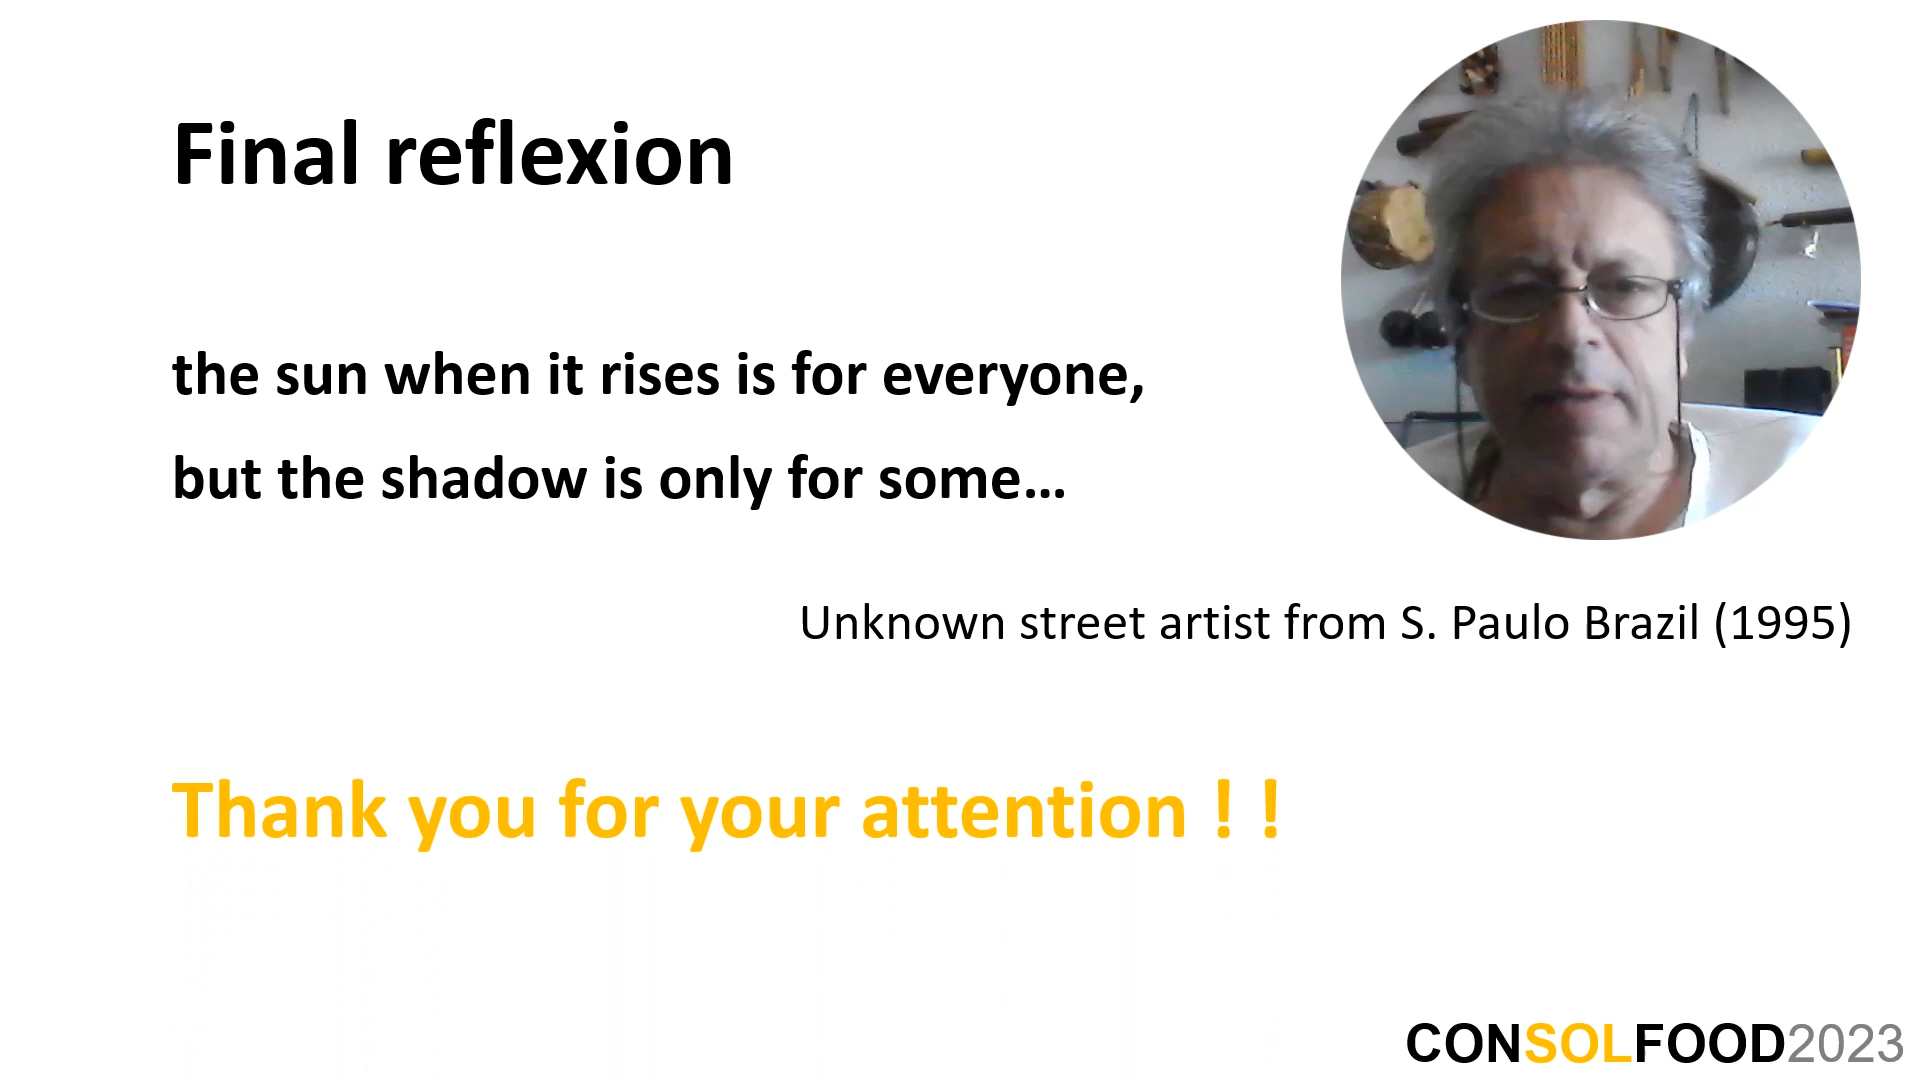 Final reflexion
the sun when it rises is for everyone,
but the shadow is only for some…
Unknown street artist from S. Paulo Brazil (1995)
Thank you for your attention ! !
CONSOLFOOD2023